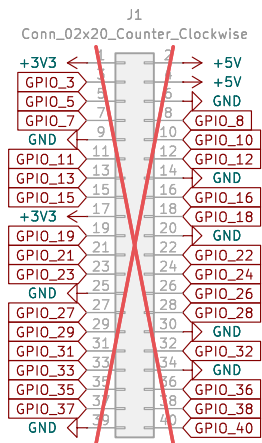 J1
Conn_02x20_Counter_Clockwise
+3V3 1 2 +5V
GPIO_3 3 4 +5V
GPIO_5 5 6 GND
GPIO_7 7 8 GPIO_8
GND 9 10 GPIO_10
GPIO_11 11 12 GPIO_12
GPIO_13 13 14 GND
GPIO_15 15 16 GPIO_16
+3V3 17 18 GPIO_18
GPIO_19 19 20 GND
GPIO_21 21 22 GPIO_22
GPIO_23 23 24 GPIO_24
GND 25 26 GPIO_26
GPIO_27 27 28 GPIO_28
GPIO_29 29 30 GND
GPIO_31 31 32 GPIO_32
GPIO_33 33 34 GND
GPIO_35 35 36 GPIO_36
GPIO_37 37 38 GPIO_38
GND 39 40 GPIO_40